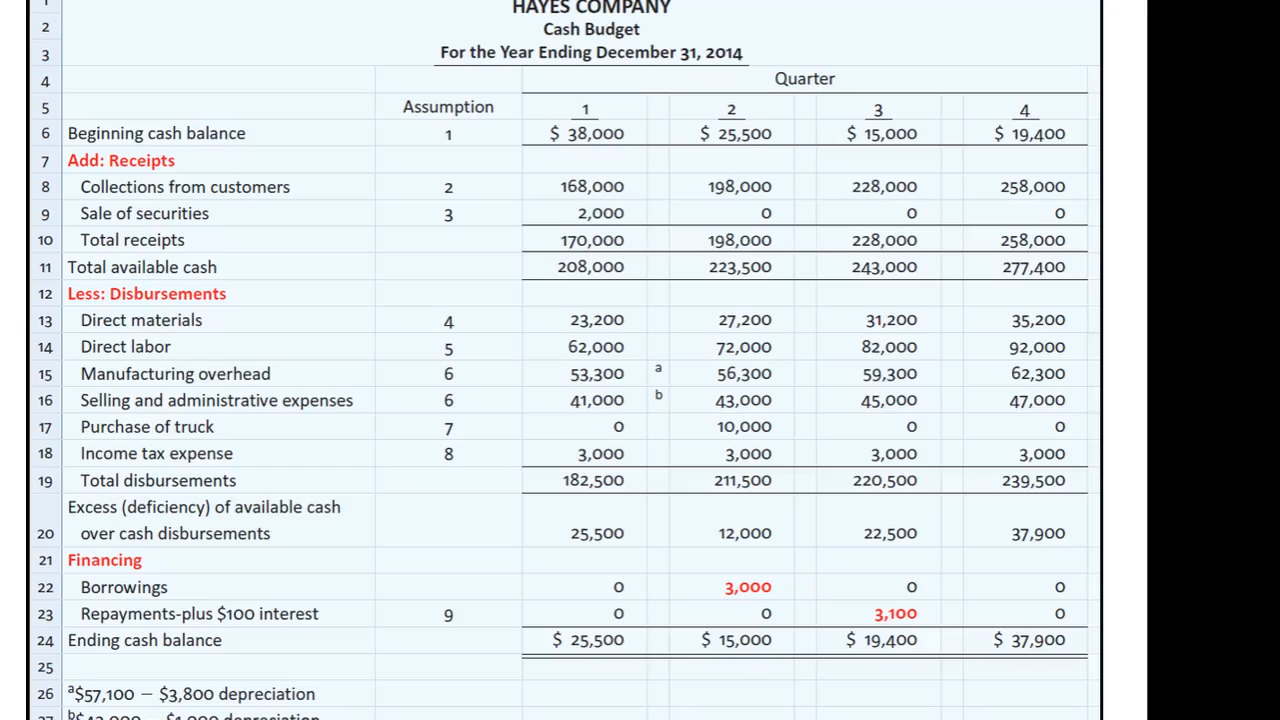 1 HAYES COMPANY
2 Cash Budget
3 For the Year Ending December 31, 2014
4 Quarter
5 Assumption 1 2 3 4
6 Beginning cash balance 1 $ 38,000 $ 25,500 $ 15,000 $ 19,400
7 Add: Receipts
8 Collections from customers 2 168,000 198,000 228,000 258,000
9 Sale of securities 3 2,000 0 0 0
10 Total receipts 170,000 198,000 228,000 258,000
11 Total available cash 208,000 223,500 243,000 277,400
12 Less: Disbursements
13 Direct materials 4 23,200 27,200 31,200 35,200
14 Direct labor 5 62,000 72,000 82,000 92,000
15 Manufacturing overhead 6 53,300 a 56,300 59,300 62,300
16 Selling and administrative expenses 6 41,000 b 43,000 45,000 47,000
17 Purchase of truck 7 0 10,000 0 0
18 Income tax expense 8 3,000 3,000 3,000 3,000
19 Total disbursements 182,500 211,500 220,500 239,500
Excess (deficiency) of available cash
20 over cash disbursements 25,500 12,000 22,500 37,900
21 Financing
22 Borrowings 0 3,000 0 0
23 Repayments-plus $100 interest 9 0 0 3,100 0
24 Ending cash balance $ 25,500 $ 15,000 $ 19,400 $ 37,900
25
26 a$57,100 – $3,800 depreciation
27 b$42,000 – $1,000 depreciation